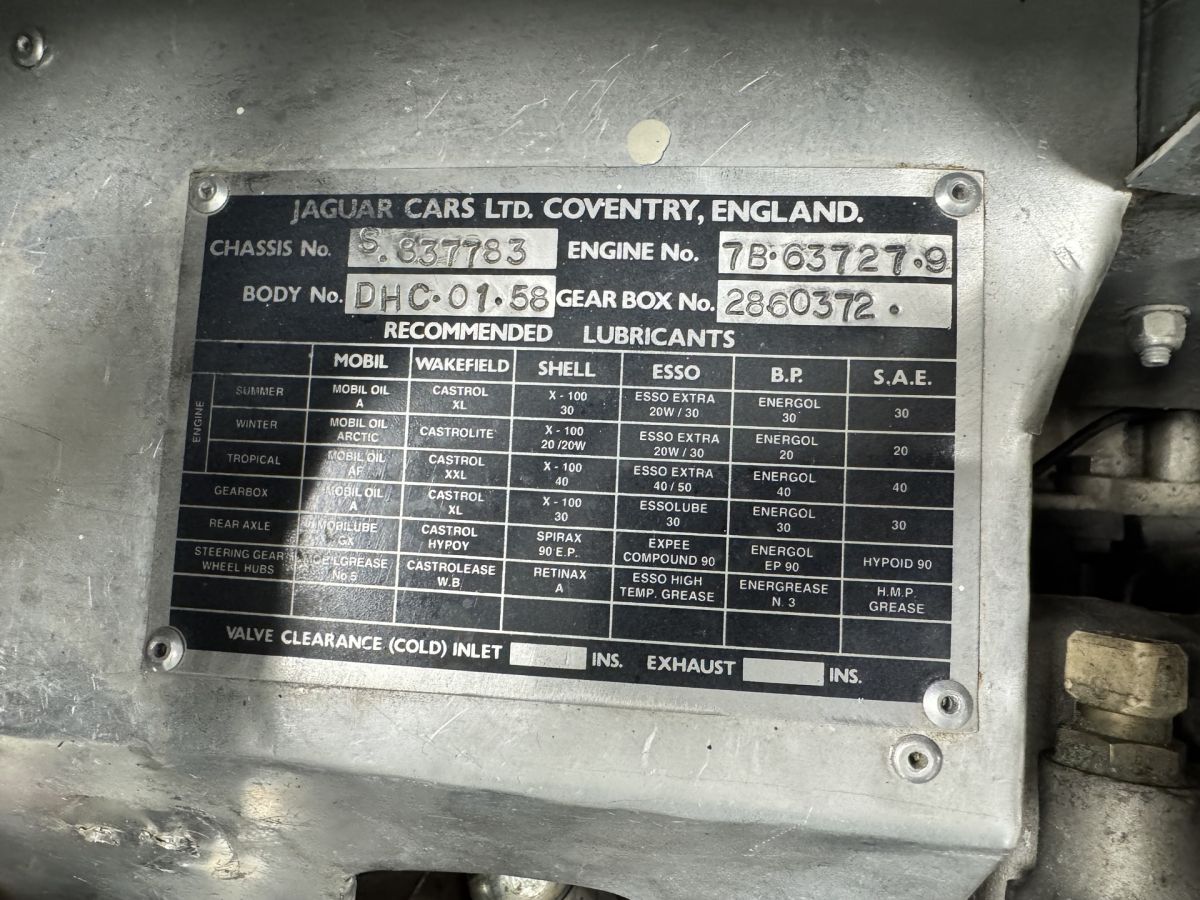 JAGUAR CARS LTD. COVENTRY, ENGLAND.
CHASSIS No. S. 837783 ENGINE No. 7B·63727·9
BODY No. DHC·01·58 GEAR BOX No. 2860372·
RECOMMENDED LUBRICANTS
MOBIL WAKEFIELD SHELL ESSO B.P. S.A.E.
ENGINE
SUMMER MOBIL OIL A CASTROL XL X - 100 30 ESSO EXTRA 20W / 30 ENERGOL 30 30
WINTER MOBIL OIL ARCTIC CASTROLITE X - 100 20 /20W ESSO EXTRA 20W / 30 ENERGOL 20 20
TROPICAL MOBIL OIL AF CASTROL XXL X - 100 40 ESSO EXTRA 40 / 50 ENERGOL 40 40
GEARBOX MOBIL OIL A CASTROL XL X - 100 30 ESSOLUBE 30 ENERGOL 30 30
REAR AXLE MOBILUBE GX CASTROL HYPOY SPIRAX 90 E.P. EXPEE COMPOUND 90 ENERGOL EP 90 HYPOID 90
STEERING GEAR WHEEL HUBS No 5 CASTROLEASE W.B. RETINAX A ESSO HIGH TEMP. GREASE ENERGREASE N. 3 H.M.P. GREASE
VALVE CLEARANCE (COLD) INLET INS. EXHAUST INS.